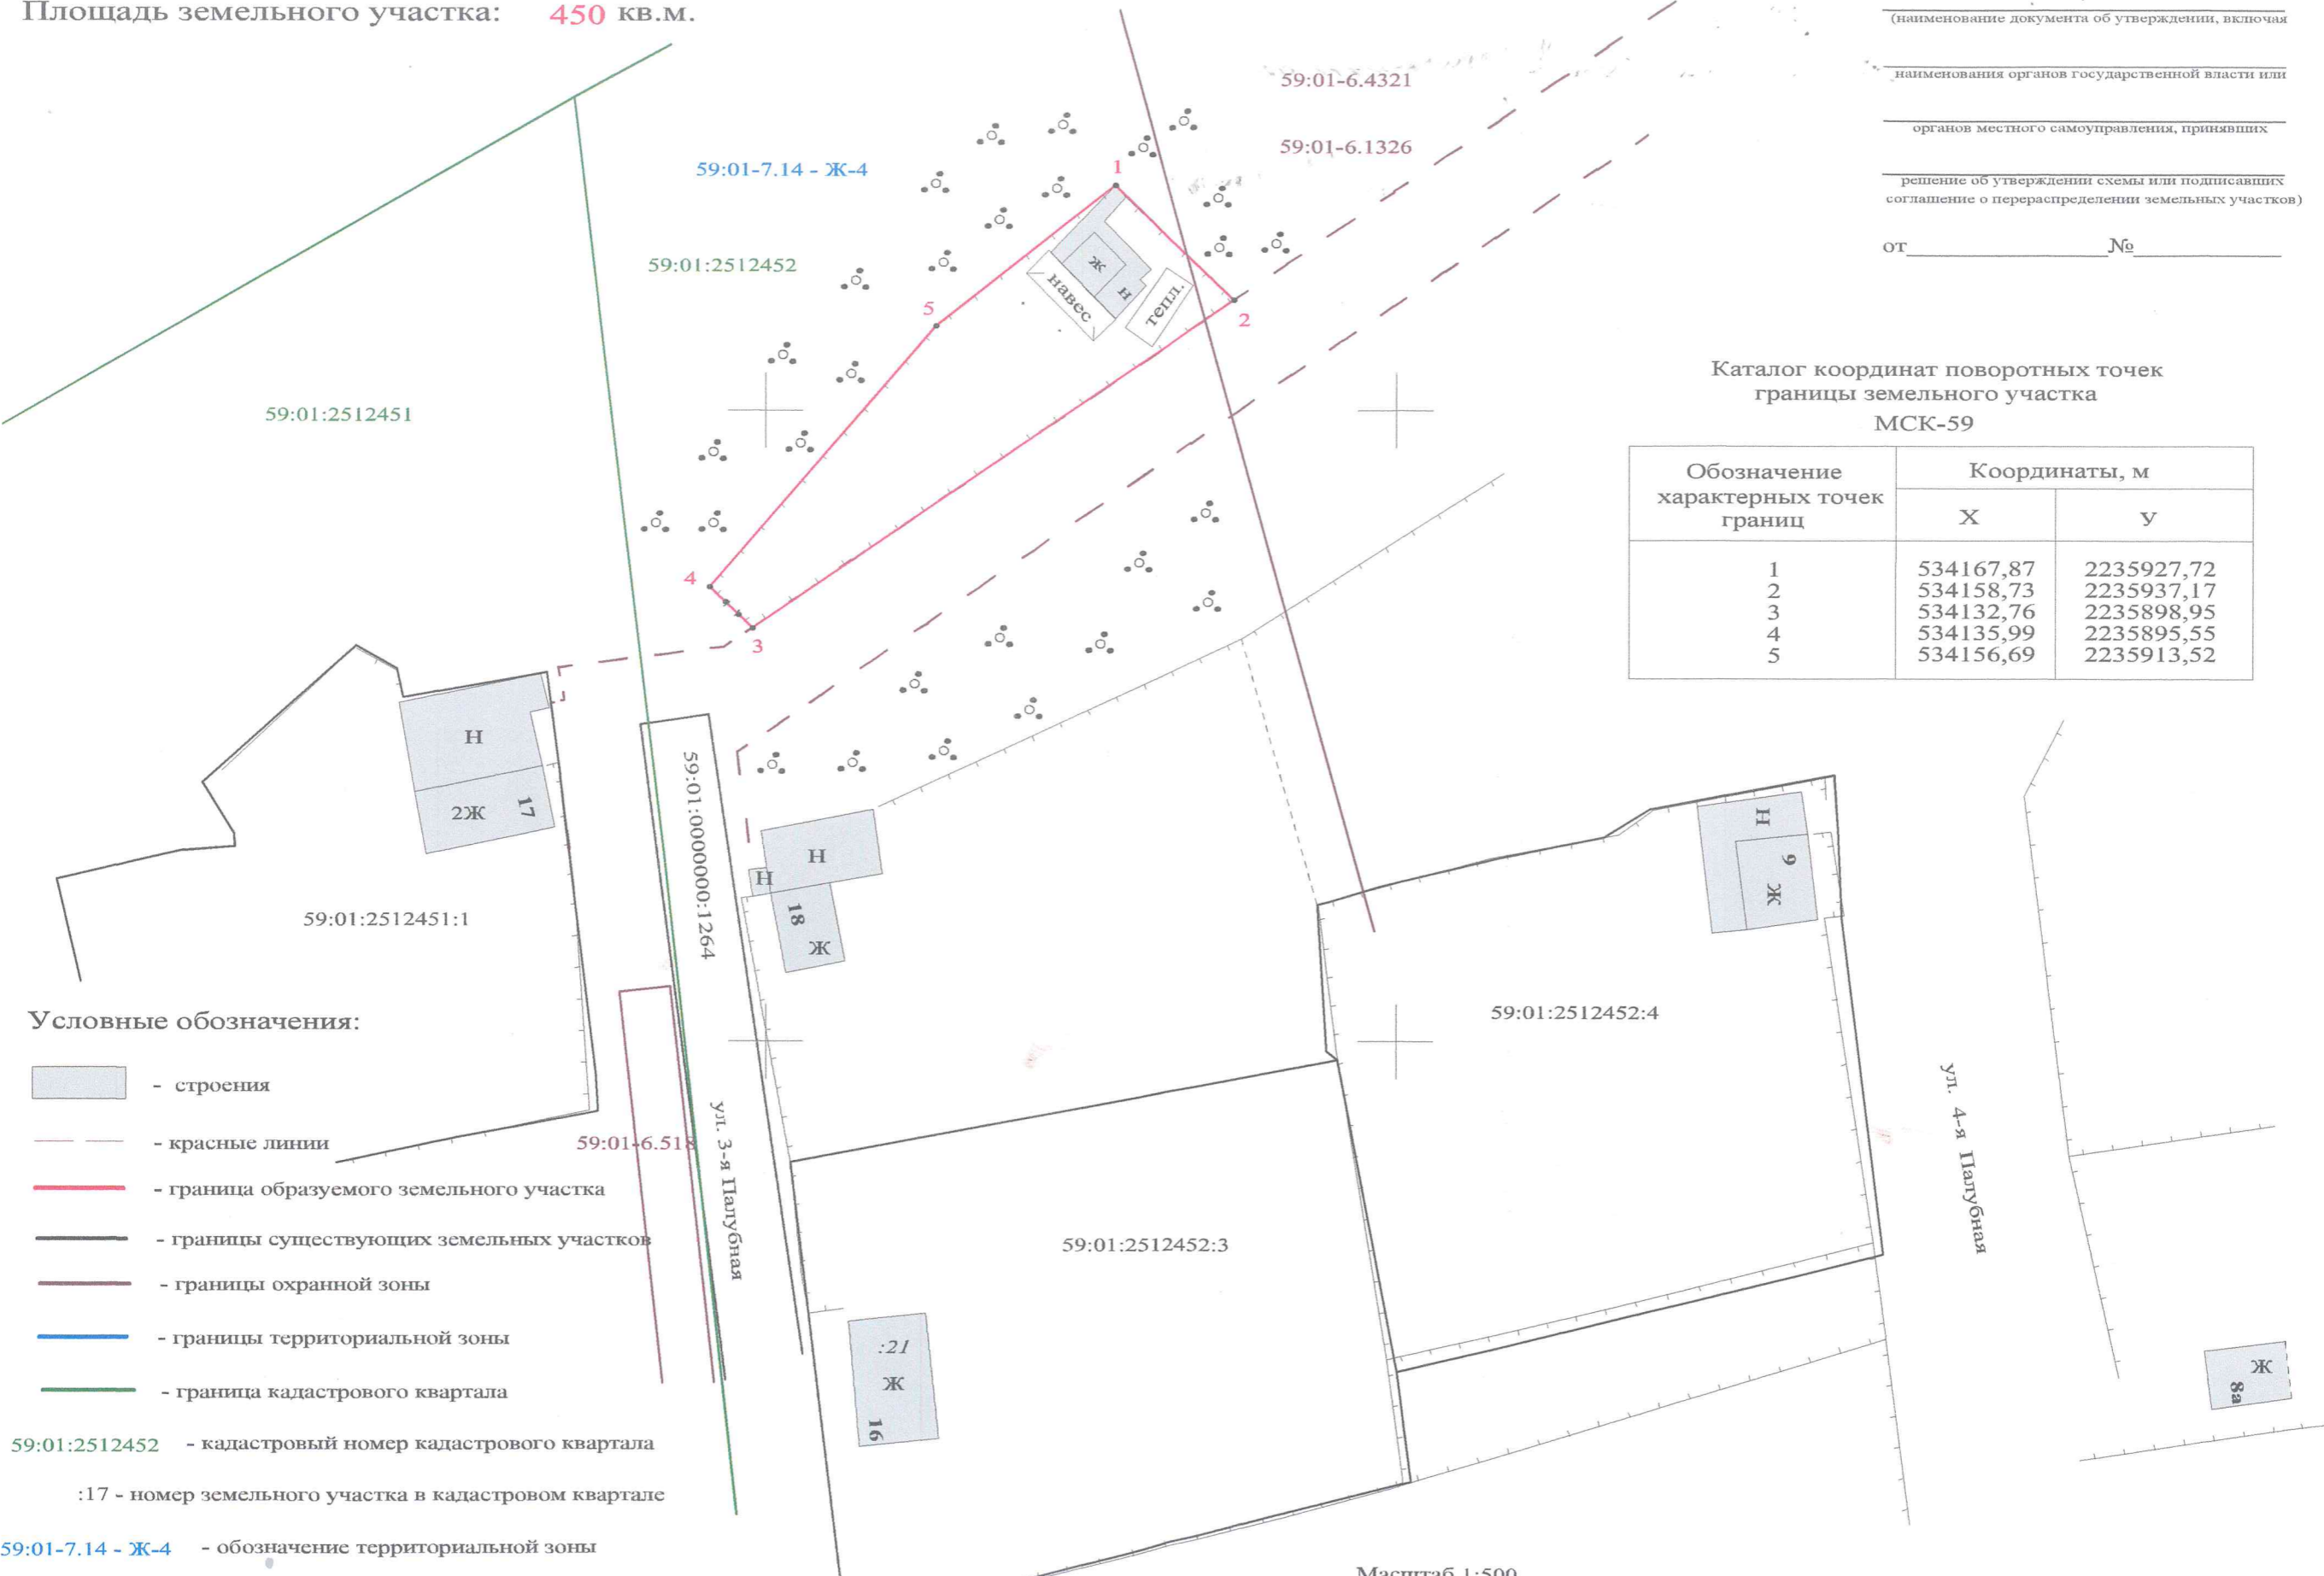 Площадь земельного участка: 450 кв.м.
(наименование документа об утверждении, включая
наименования органов государственной власти или
органов местного самоуправления, принявших
решение об утверждении схемы или подписавших
соглашение о перераспределении земельных участков)
от №
59:01-6.4321
59:01-6.1326
59:01-7.14 - Ж-4
59:01:2512452
59:01:2512451
1
2
3
4
5
Ж
Н
навес
тепл.
Каталог координат поворотных точек
границы земельного участка
МСК-59
Обозначение
характерных точек
границ
Координаты, м
X У
1 534167,87 2235927,72
2 534158,73 2235937,17
3 534132,76 2235898,95
4 534135,99 2235895,55
5 534156,69 2235913,52
Н
2Ж
17
59:01:0000000:1264
Н
Н
18
Ж
59:01:2512451:1
Н
9
Ж
59:01:2512452:4
59:01-6.518
ул. 3-я Палубная
ул. 4-я Палубная
59:01:2512452:3
:21
Ж
16
Ж
8а
Условные обозначения:
- строения
- красные линии
- граница образуемого земельного участка
- границы существующих земельных участков
- границы охранной зоны
- границы территориальной зоны
- граница кадастрового квартала
59:01:2512452 - кадастровый номер кадастрового квартала
:17 - номер земельного участка в кадастровом квартале
59:01-7.14 - Ж-4 - обозначение территориальной зоны
Масштаб 1:500